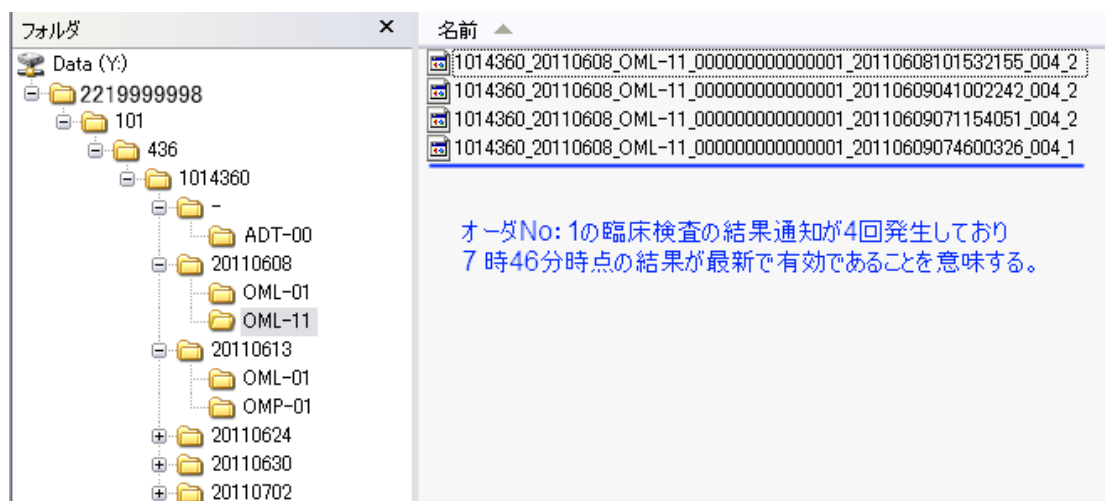 フォルダ ×
Data (Y:)
2219999998
101
436
1014360
-
ADT-00
20110608
OML-01
OML-11
20110613
OML-01
OMP-01
20110624
20110630
20110702
名前
1014360_20110608_OML-11_000000000000001_20110608101532155_004_2
1014360_20110608_OML-11_000000000000001_20110609041002242_004_2
1014360_20110608_OML-11_000000000000001_20110609071154051_004_2
1014360_20110608_OML-11_000000000000001_20110609074600326_004_1
オーダNo:1の臨床検査の結果通知が4回発生しており
7時46分時点の結果が最新で有効であることを意味する。